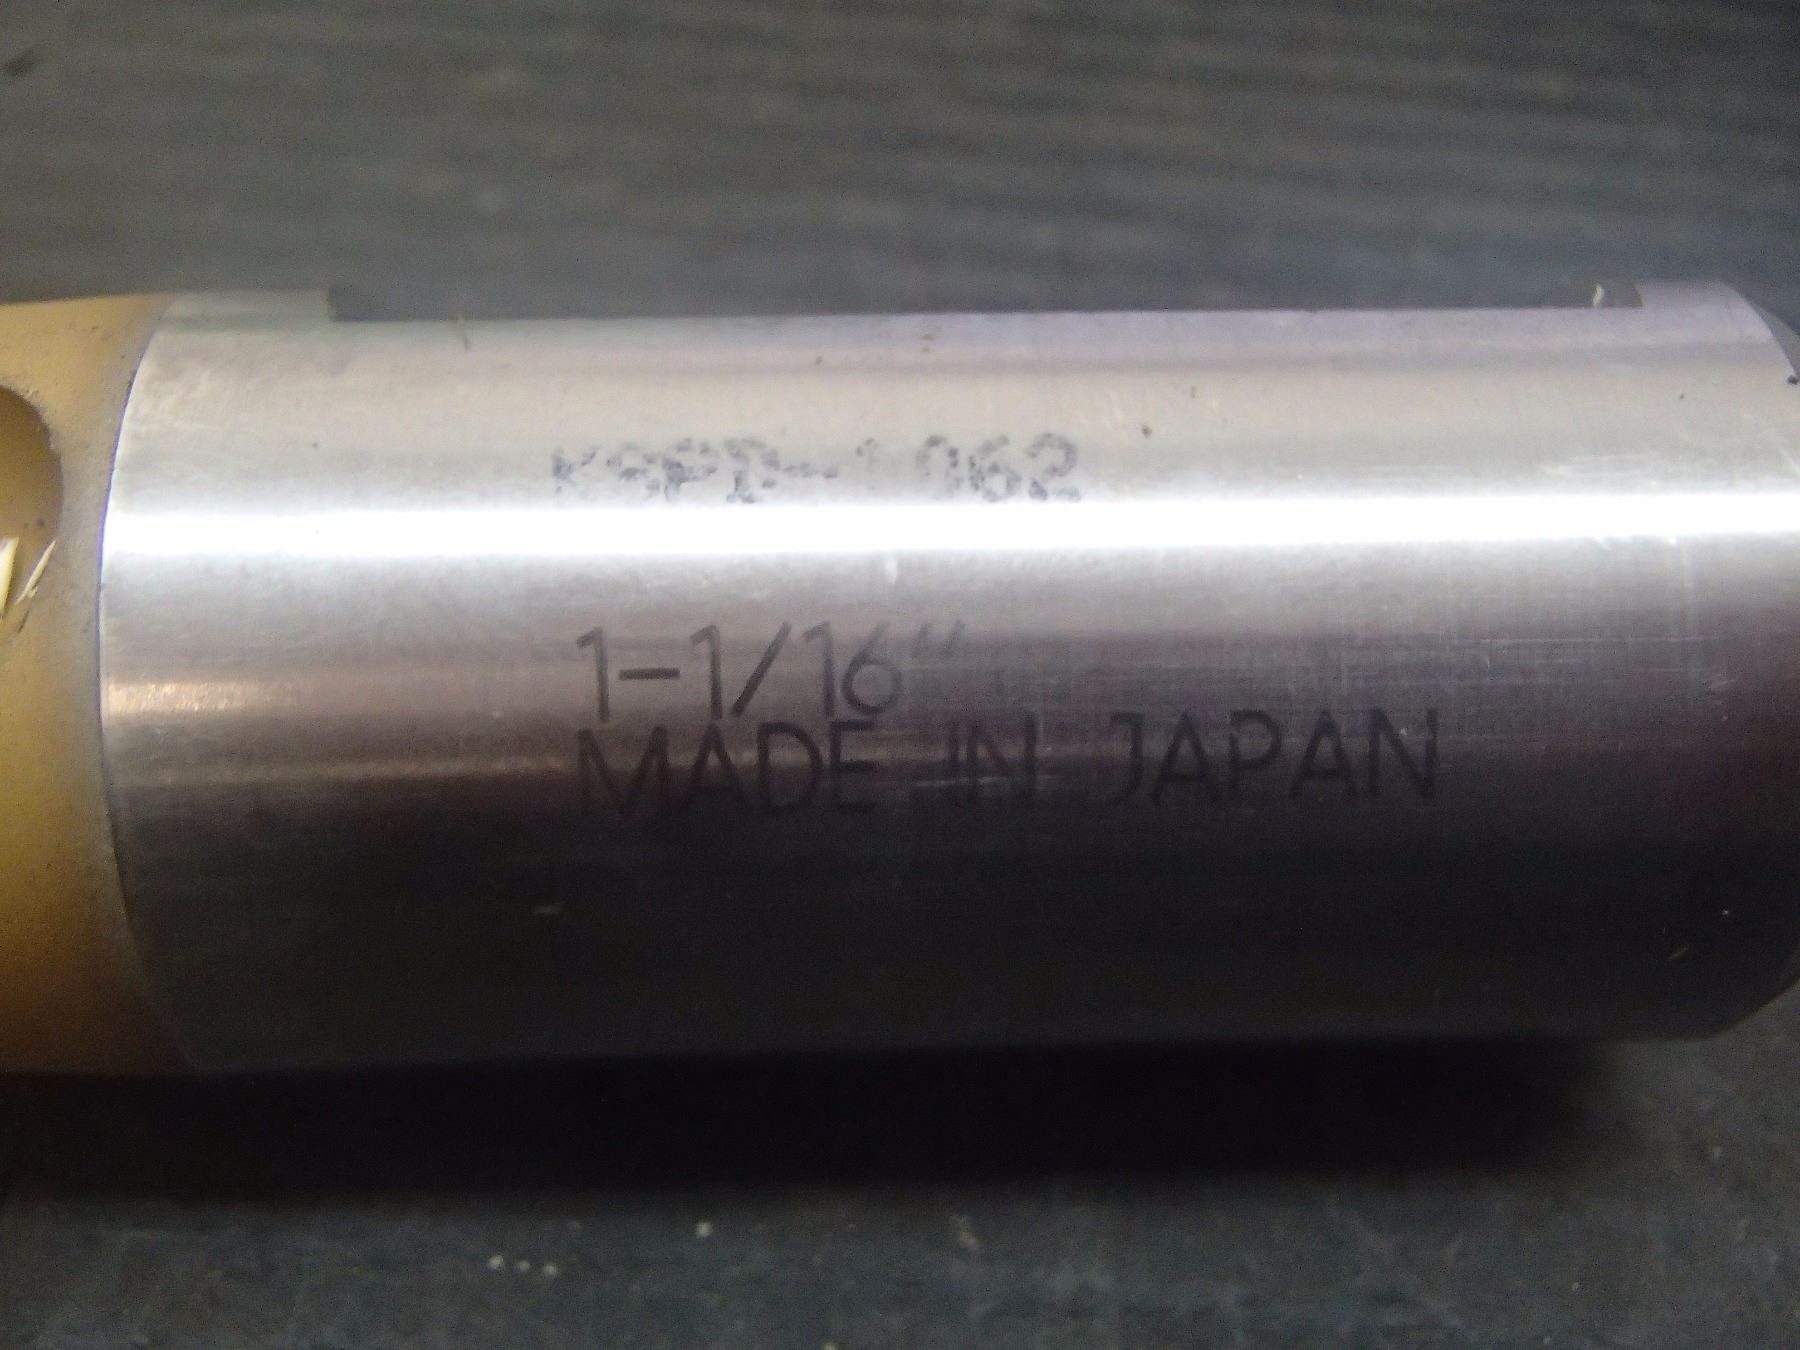 KSPD-1062
1-1/16"
MADE IN JAPAN